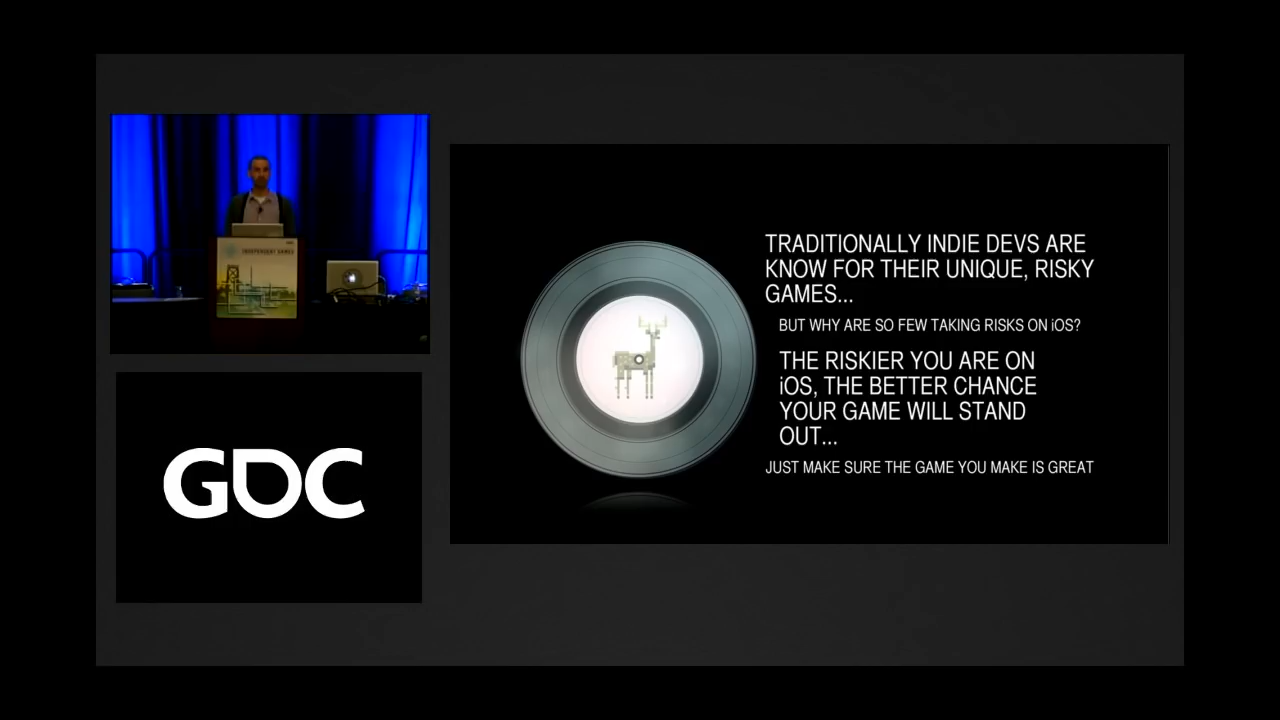 INDEPENDENT GAMES
GDC
TRADITIONALLY INDIE DEVS ARE
KNOW FOR THEIR UNIQUE, RISKY
GAMES...
BUT WHY ARE SO FEW TAKING RISKS ON iOS?
THE RISKIER YOU ARE ON
iOS, THE BETTER CHANCE
YOUR GAME WILL STAND
OUT...
JUST MAKE SURE THE GAME YOU MAKE IS GREAT